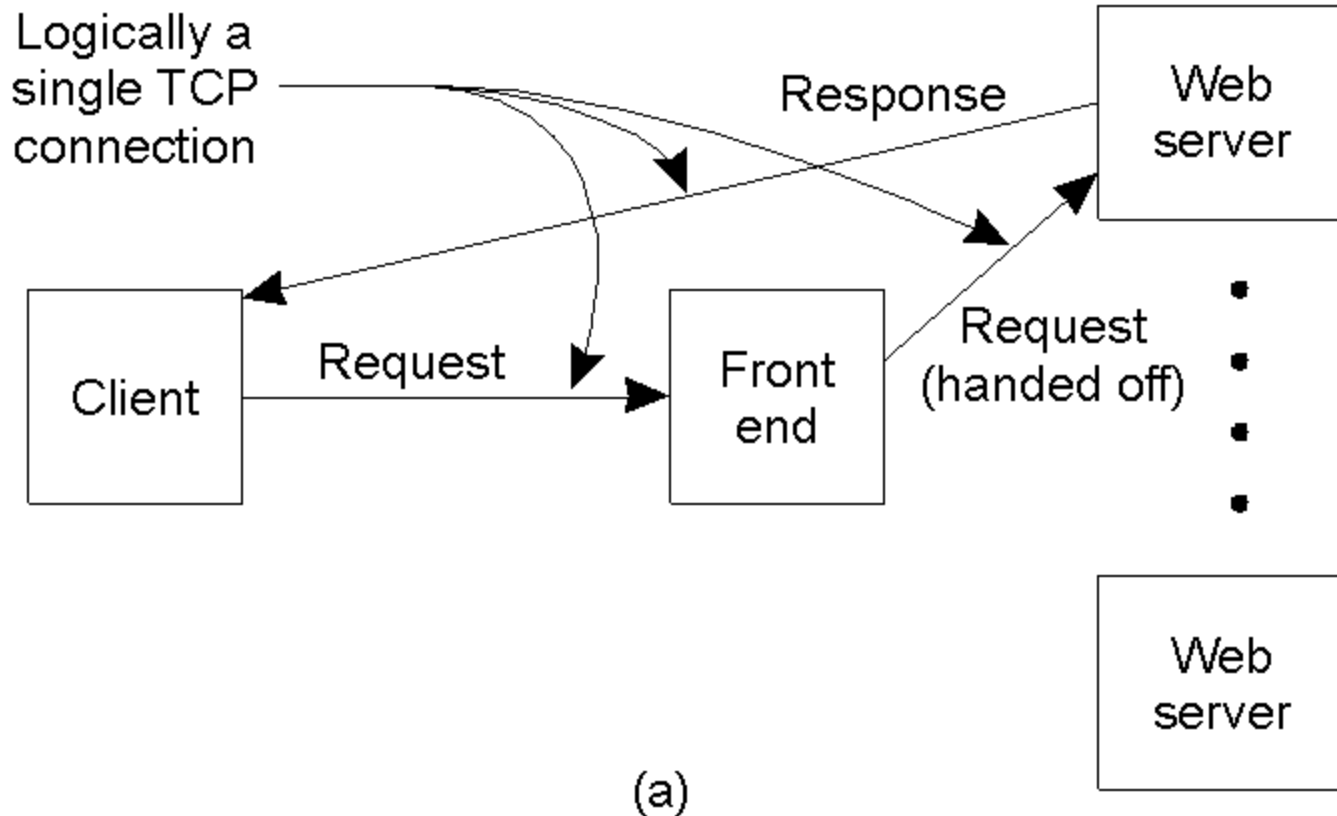 Logically a
single TCP
connection
Response
Web
server
Client
Request
Front
end
Request
(handed off)
Web
server
(a)